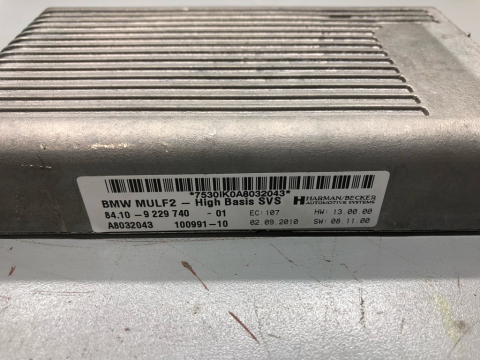 *7530IK0A8032043*
BMW MULF2 – High Basis SVS HARMAN/BECKER AUTOMOTIVE SYSTEMS
84.10 – 9 229 740 – 01 EC: 107 HW: 13.00.00
A8032043 100991-10 02.09.2010 SW: 08.11.00